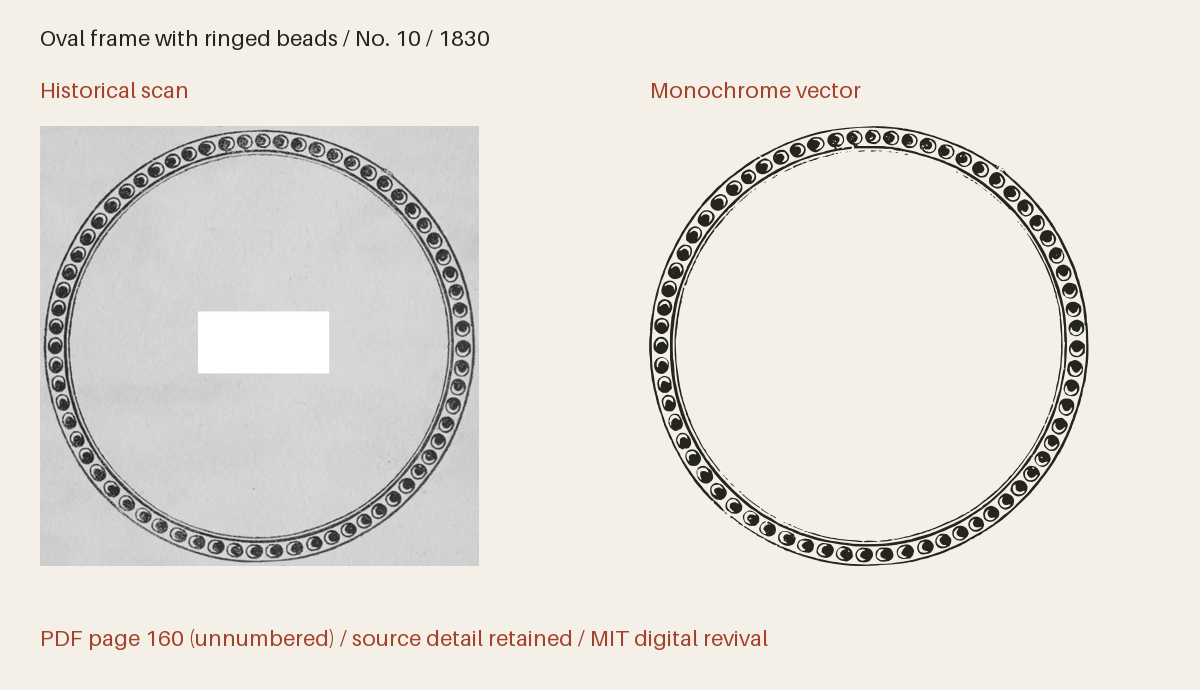 Oval frame with ringed beads / No. 10 / 1830
Historical scan
Monochrome vector
PDF page 160 (unnumbered) / source detail retained / MIT digital revival